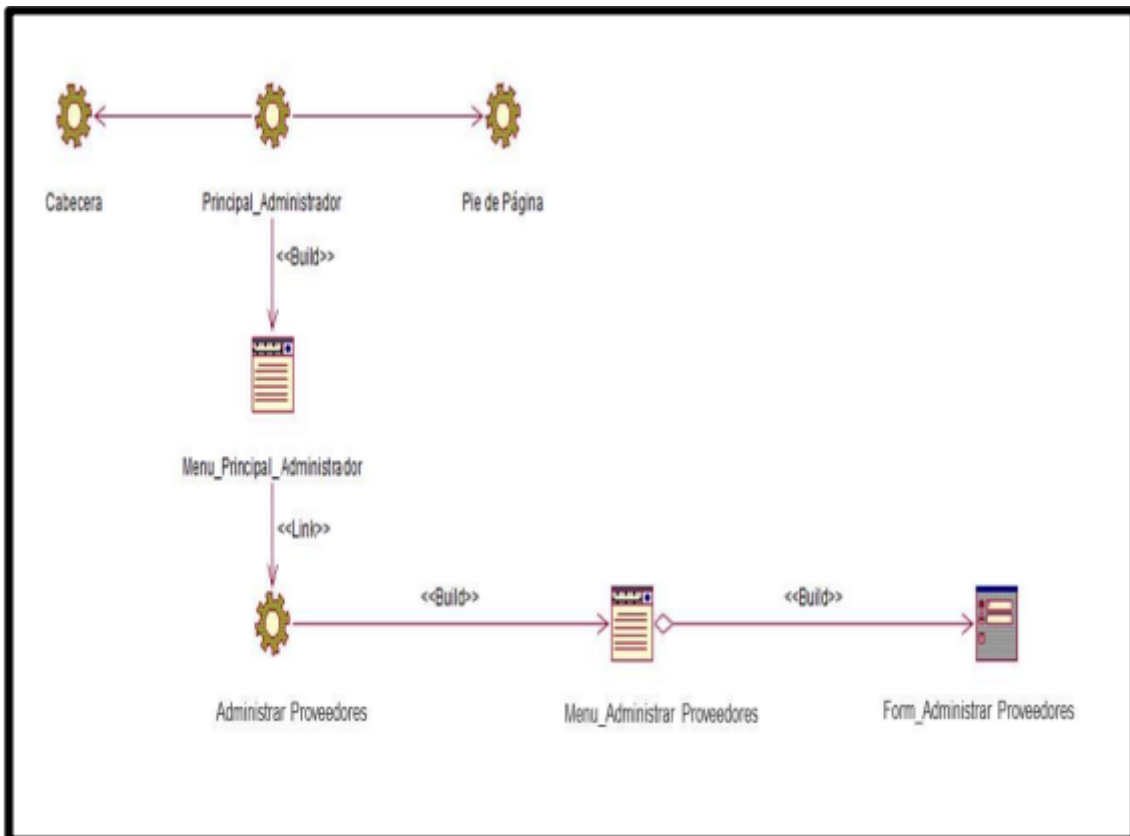 Cabecera
Principal_Administrador
Pie de Página
<<Build>>
Menu_Principal_Administrador
<<Link>>
<<Build>>
<<Build>>
Administrar Proveedores
Menu_Administrar Proveedores
Form_Administrar Proveedores